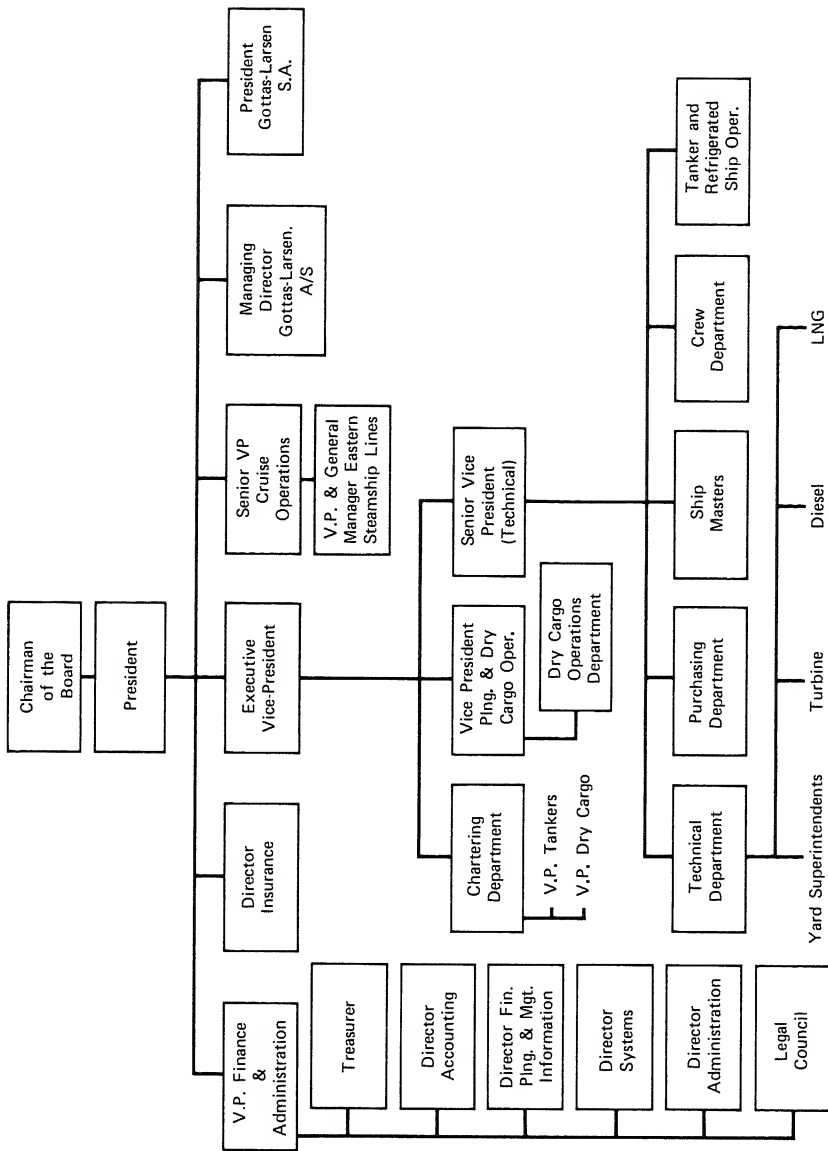 Chairman
of the
Board
President
V.P. Finance
&
Administration
Director
Insurance
Executive
Vice-President
Senior VP
Cruise
Operations
Managing
Director
Gottas-Larsen.
A/S
President
Gottas-Larsen
S.A.
V.P. & General
Manager Eastern
Steamship Lines
Treasurer
Director
Accounting
Director Fin.
Plng. & Mgt.
Information
Director
Systems
Director
Administration
Legal
Council
Chartering
Department
V.P. Tankers
V.P. Dry Cargo
Vice President
Plng. & Dry
Cargo Oper.
Dry Cargo
Operations
Department
Senior Vice
President
(Technical)
Technical
Department
Purchasing
Department
Ship
Masters
Crew
Department
Tanker and
Refrigerated
Ship Oper.
Yard Superintendents
Turbine
Diesel
LNG